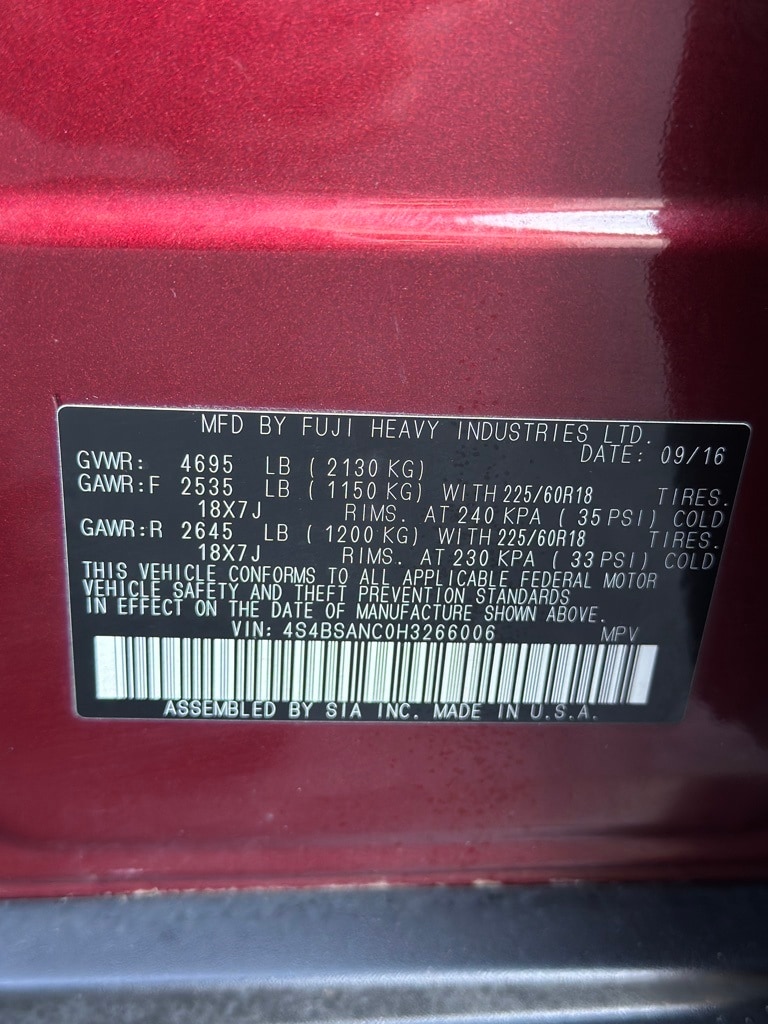 MFD BY FUJI HEAVY INDUSTRIES LTD.
DATE: 09/16
GVWR: 4695 LB ( 2130 KG)
GAWR:F 2535 LB ( 1150 KG) WITH 225/60R18 TIRES.
18X7J RIMS. AT 240 KPA ( 35 PSI) COLD
GAWR:R 2645 LB ( 1200 KG) WITH 225/60R18 TIRES.
18X7J RIMS. AT 230 KPA ( 33 PSI) COLD
THIS VEHICLE CONFORMS TO ALL APPLICABLE FEDERAL MOTOR
VEHICLE SAFETY AND THEFT PREVENTION STANDARDS
IN EFFECT ON THE DATE OF MANUFACTURE SHOWN ABOVE.
VIN: 4S4BSANC0H3266006 MPV
ASSEMBLED BY SIA INC. MADE IN U.S.A.